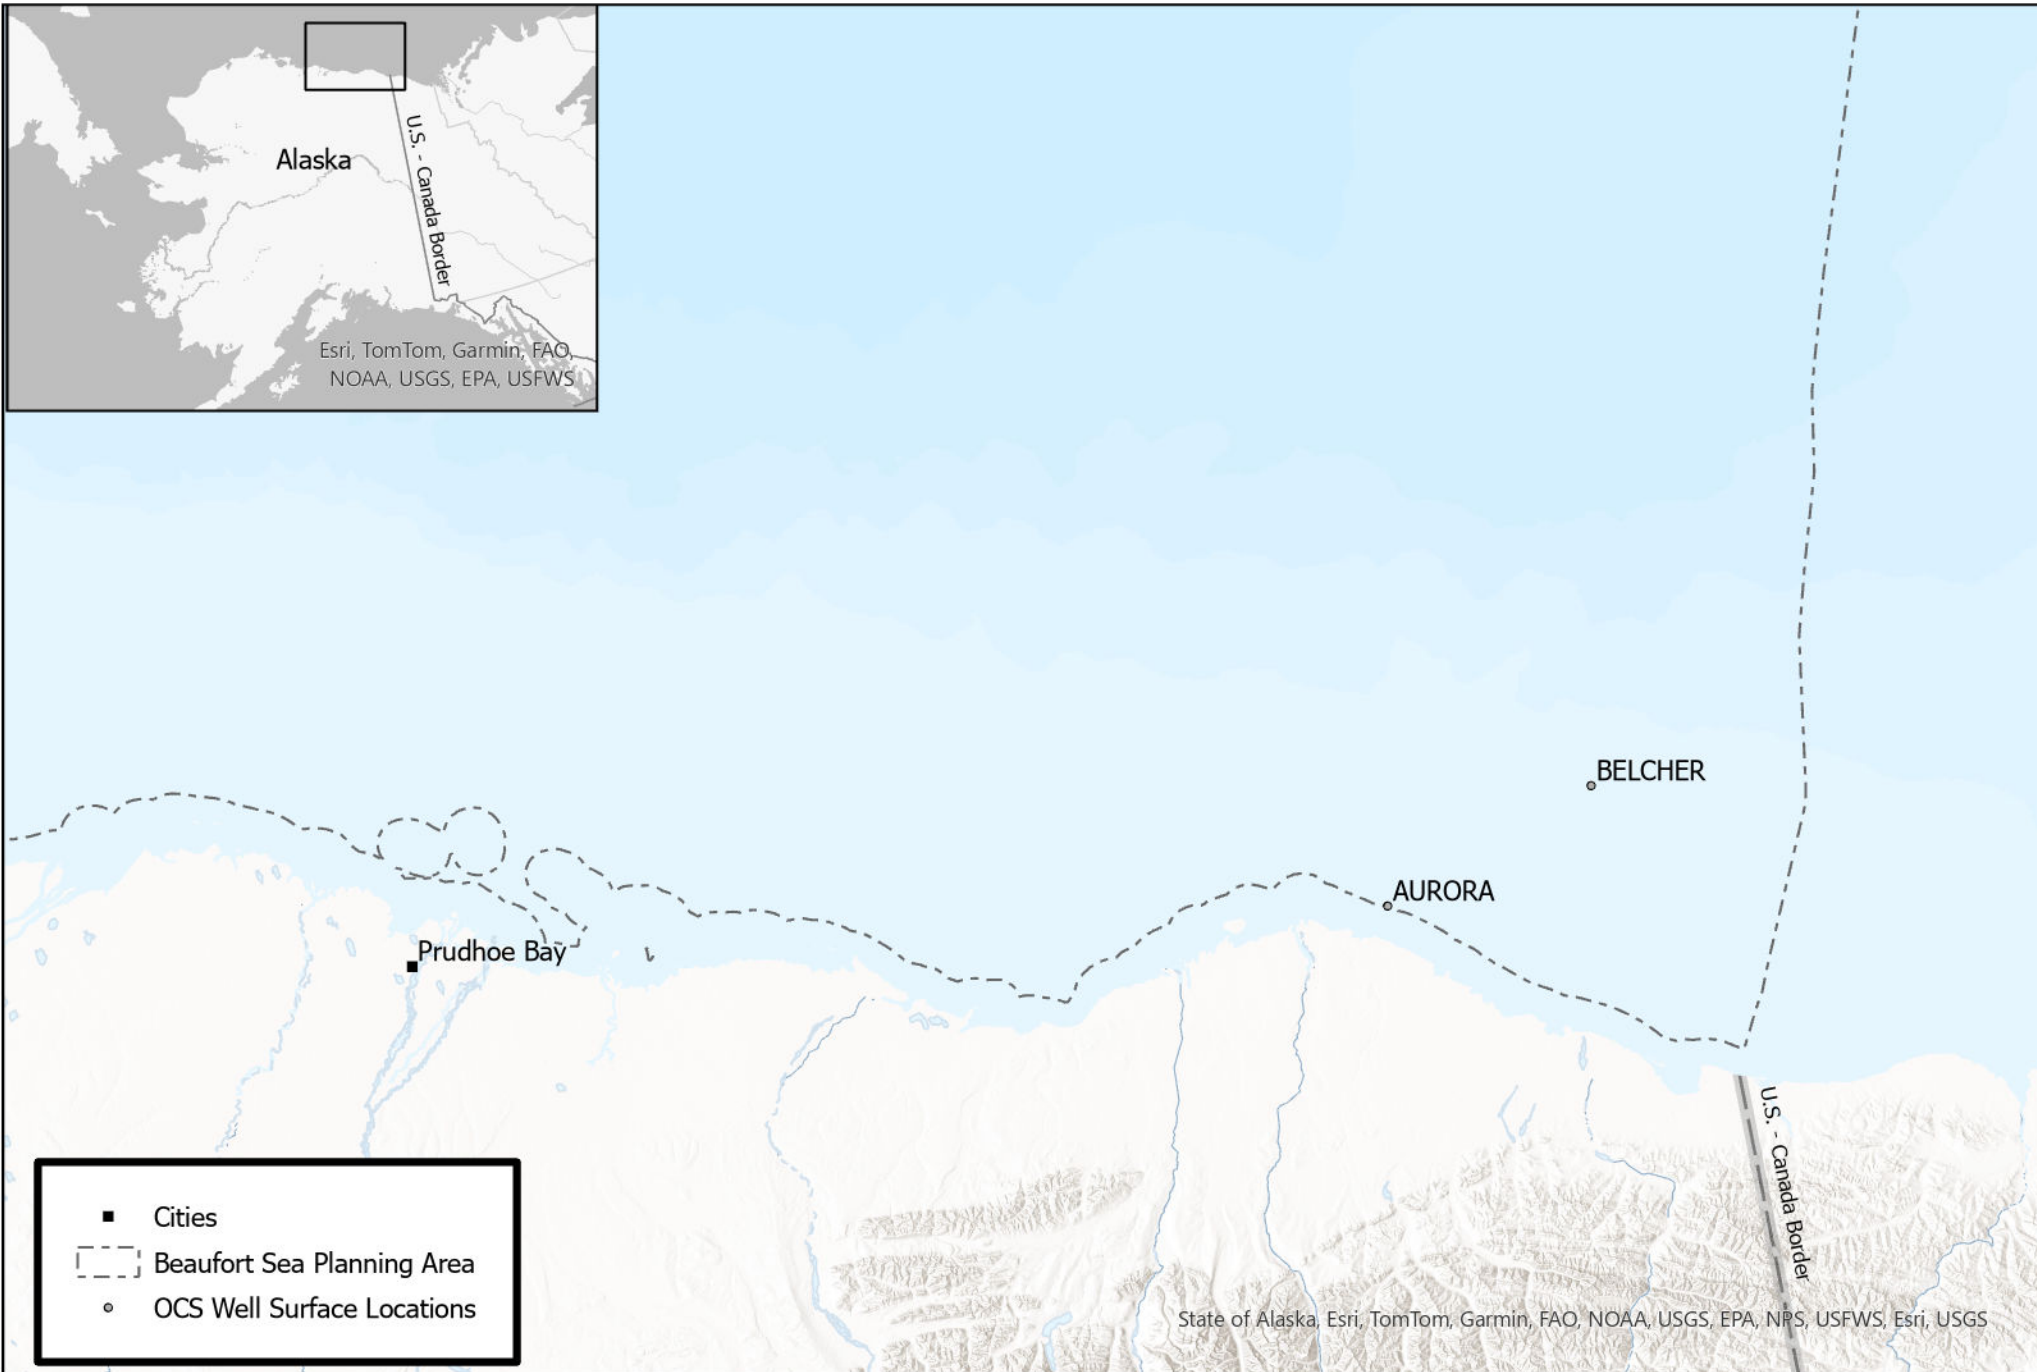 Alaska
U.S. - Canada Border
Esri, TomTom, Garmin, FAO,
NOAA, USGS, EPA, USFWS
BELCHER
AURORA
Prudhoe Bay
U.S. - Canada Border
Cities
Beaufort Sea Planning Area
OCS Well Surface Locations
State of Alaska, Esri, TomTom, Garmin, FAO, NOAA, USGS, EPA, NPS, USFWS, Esri, USGS